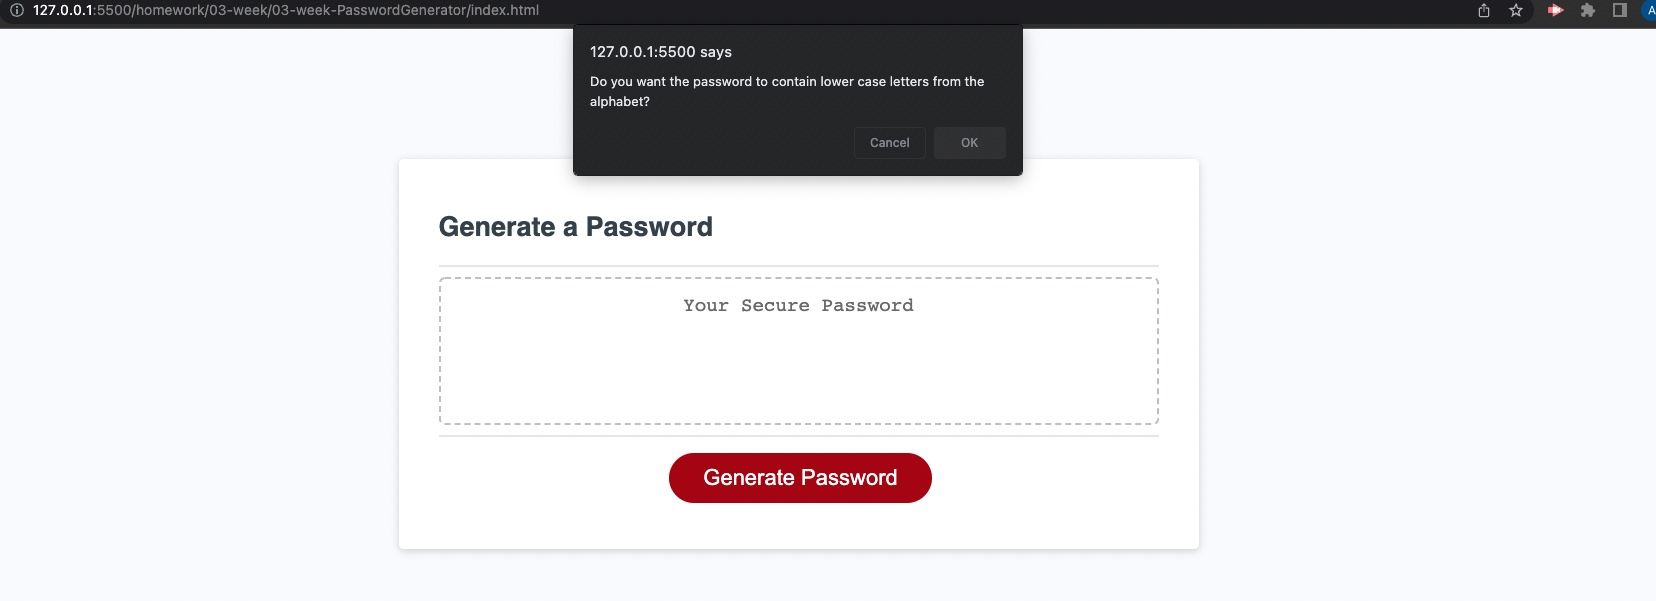 127.0.0.1:5500/homework/03-week/03-week-PasswordGenerator/index.html
A
127.0.0.1:5500 says
Do you want the password to contain lower case letters from the
alphabet?
Cancel OK
Generate a Password
Your Secure Password
Generate Password